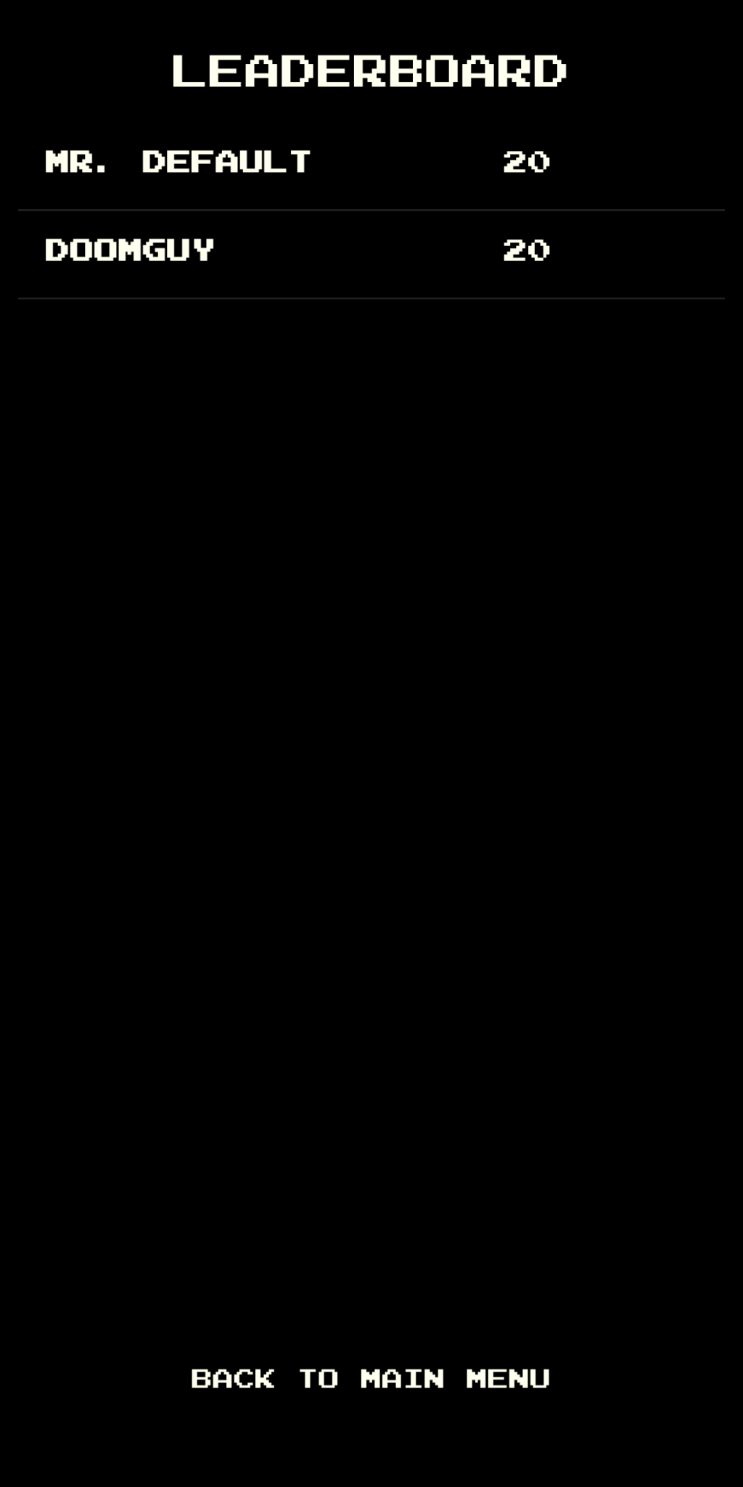 LEADERBOARD
MR. DEFAULT 20
DOOMGUY 20
BACK TO MAIN MENU